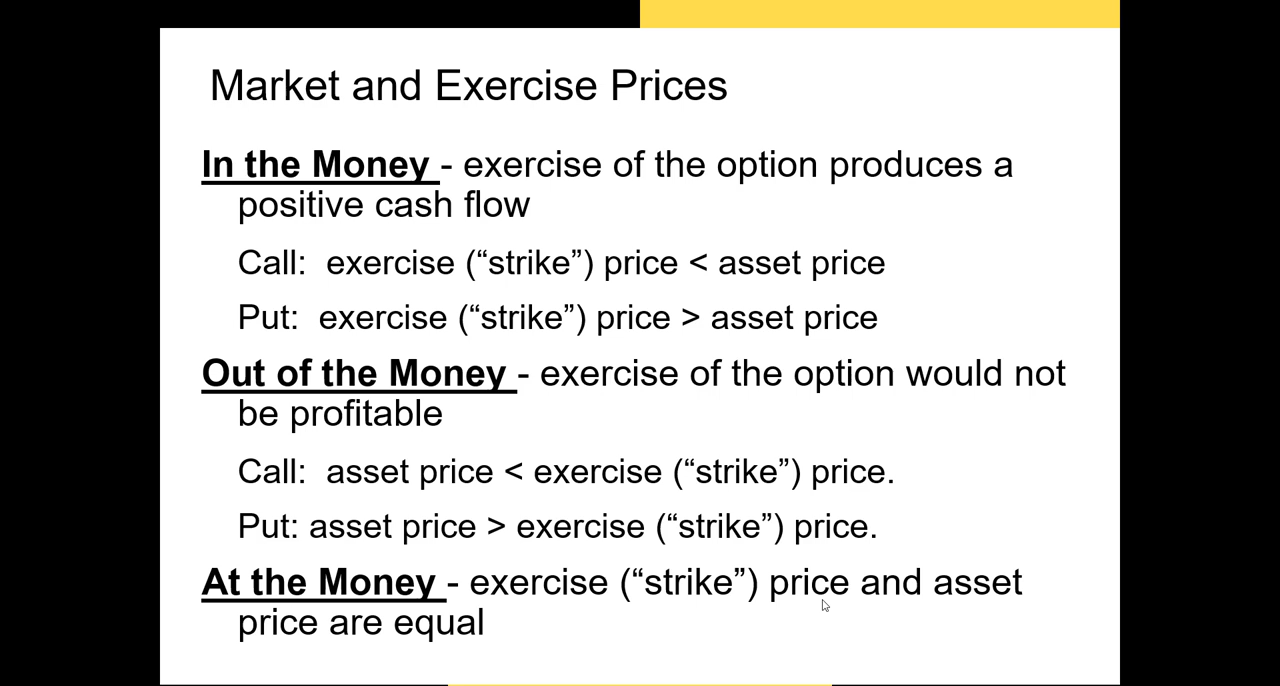 Market and Exercise Prices
In the Money - exercise of the option produces a
positive cash flow
Call:  exercise (“strike”) price < asset price
Put:  exercise (“strike”) price > asset price
Out of the Money - exercise of the option would not
be profitable
Call:  asset price < exercise (“strike”) price.
Put: asset price > exercise (“strike”) price.
At the Money - exercise (“strike”) price and asset
price are equal